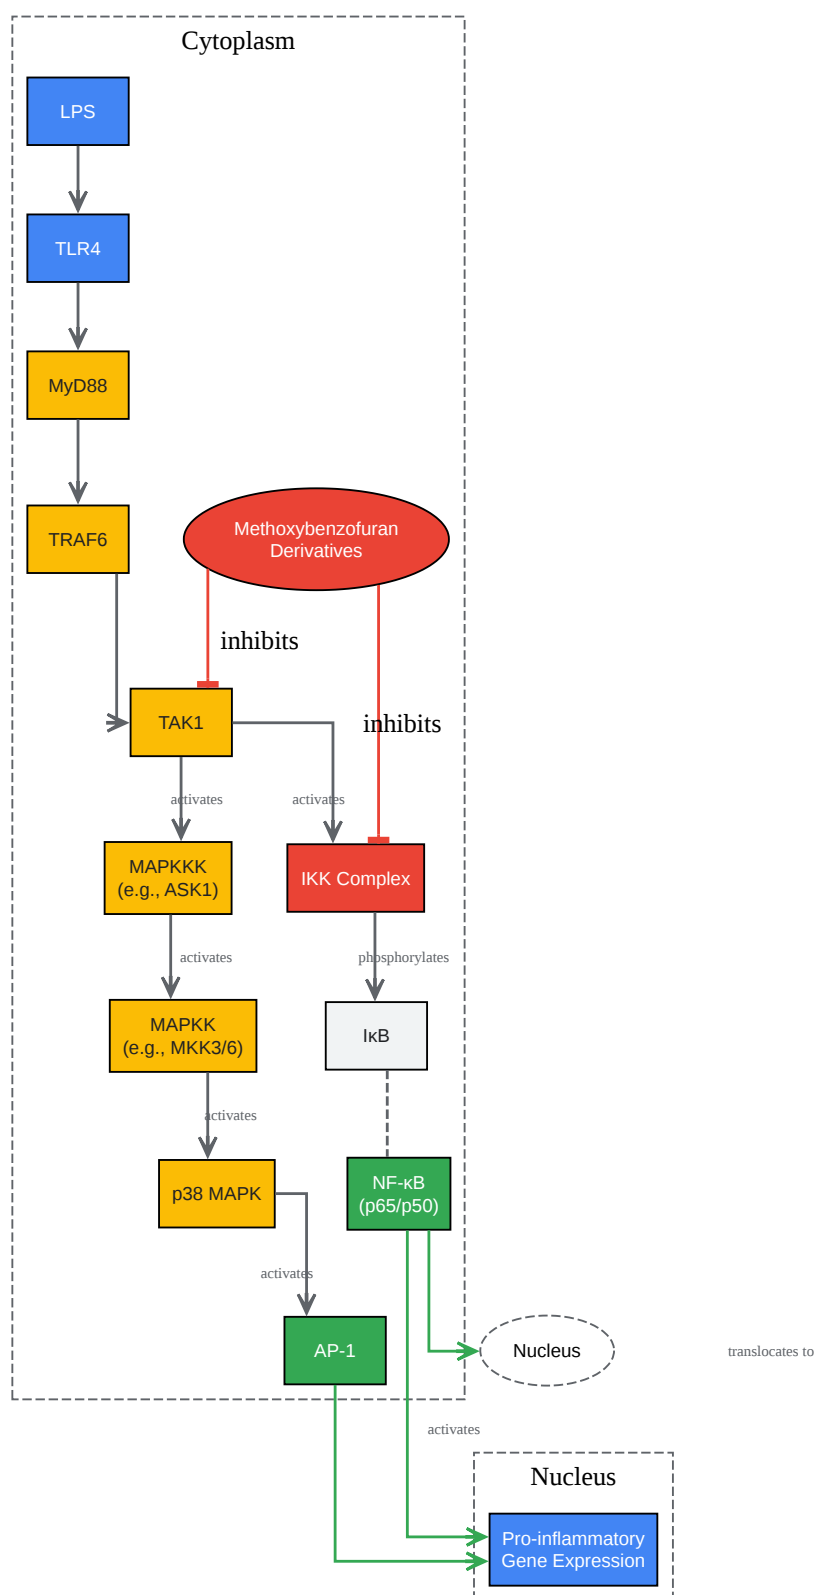 Cytoplasm
LPS
TLR4
MyD88
TRAF6
Methoxybenzofuran
Derivatives
inhibits
TAK1
inhibits
activates
activates
MAPKKK
(e.g., ASK1)
IKK Complex
activates
phosphorylates
MAPKK
(e.g., MKK3/6)
IκB
activates
p38 MAPK
NF-κB
(p65/p50)
activates
AP-1
Nucleus
translocates to
activates
Nucleus
Pro-inflammatory
Gene Expression